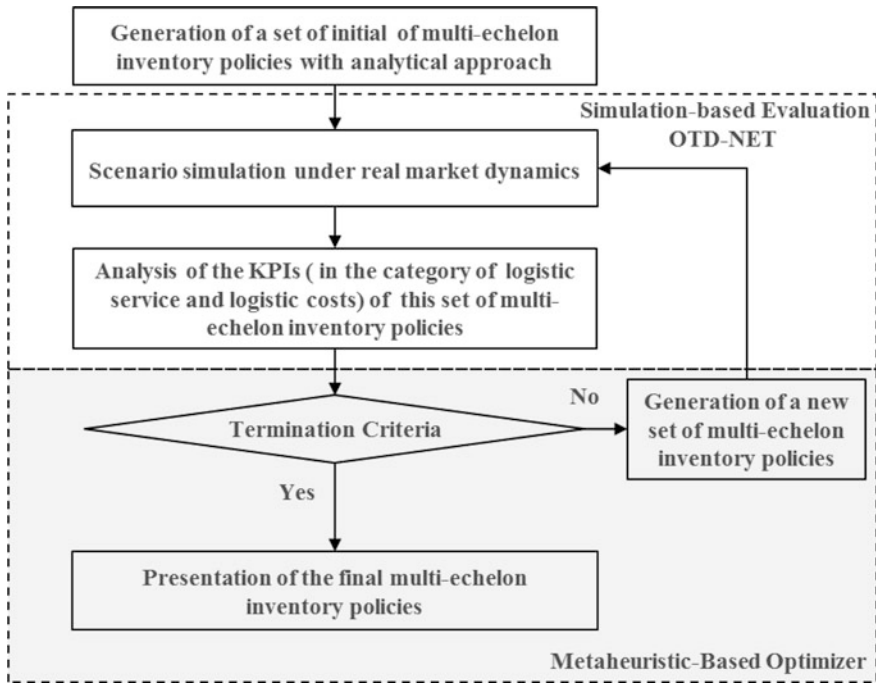 Generation of a set of initial of multi-echelon
inventory policies with analytical approach
Simulation-based Evaluation
OTD-NET
Scenario simulation under real market dynamics
Analysis of the KPIs ( in the category of logistic
service and logistic costs) of this set of multi-
echelon inventory policies
Termination Criteria
No
Generation of a new
set of multi-echelon
inventory policies
Yes
Presentation of the final multi-echelon
inventory policies
Metaheuristic-Based Optimizer